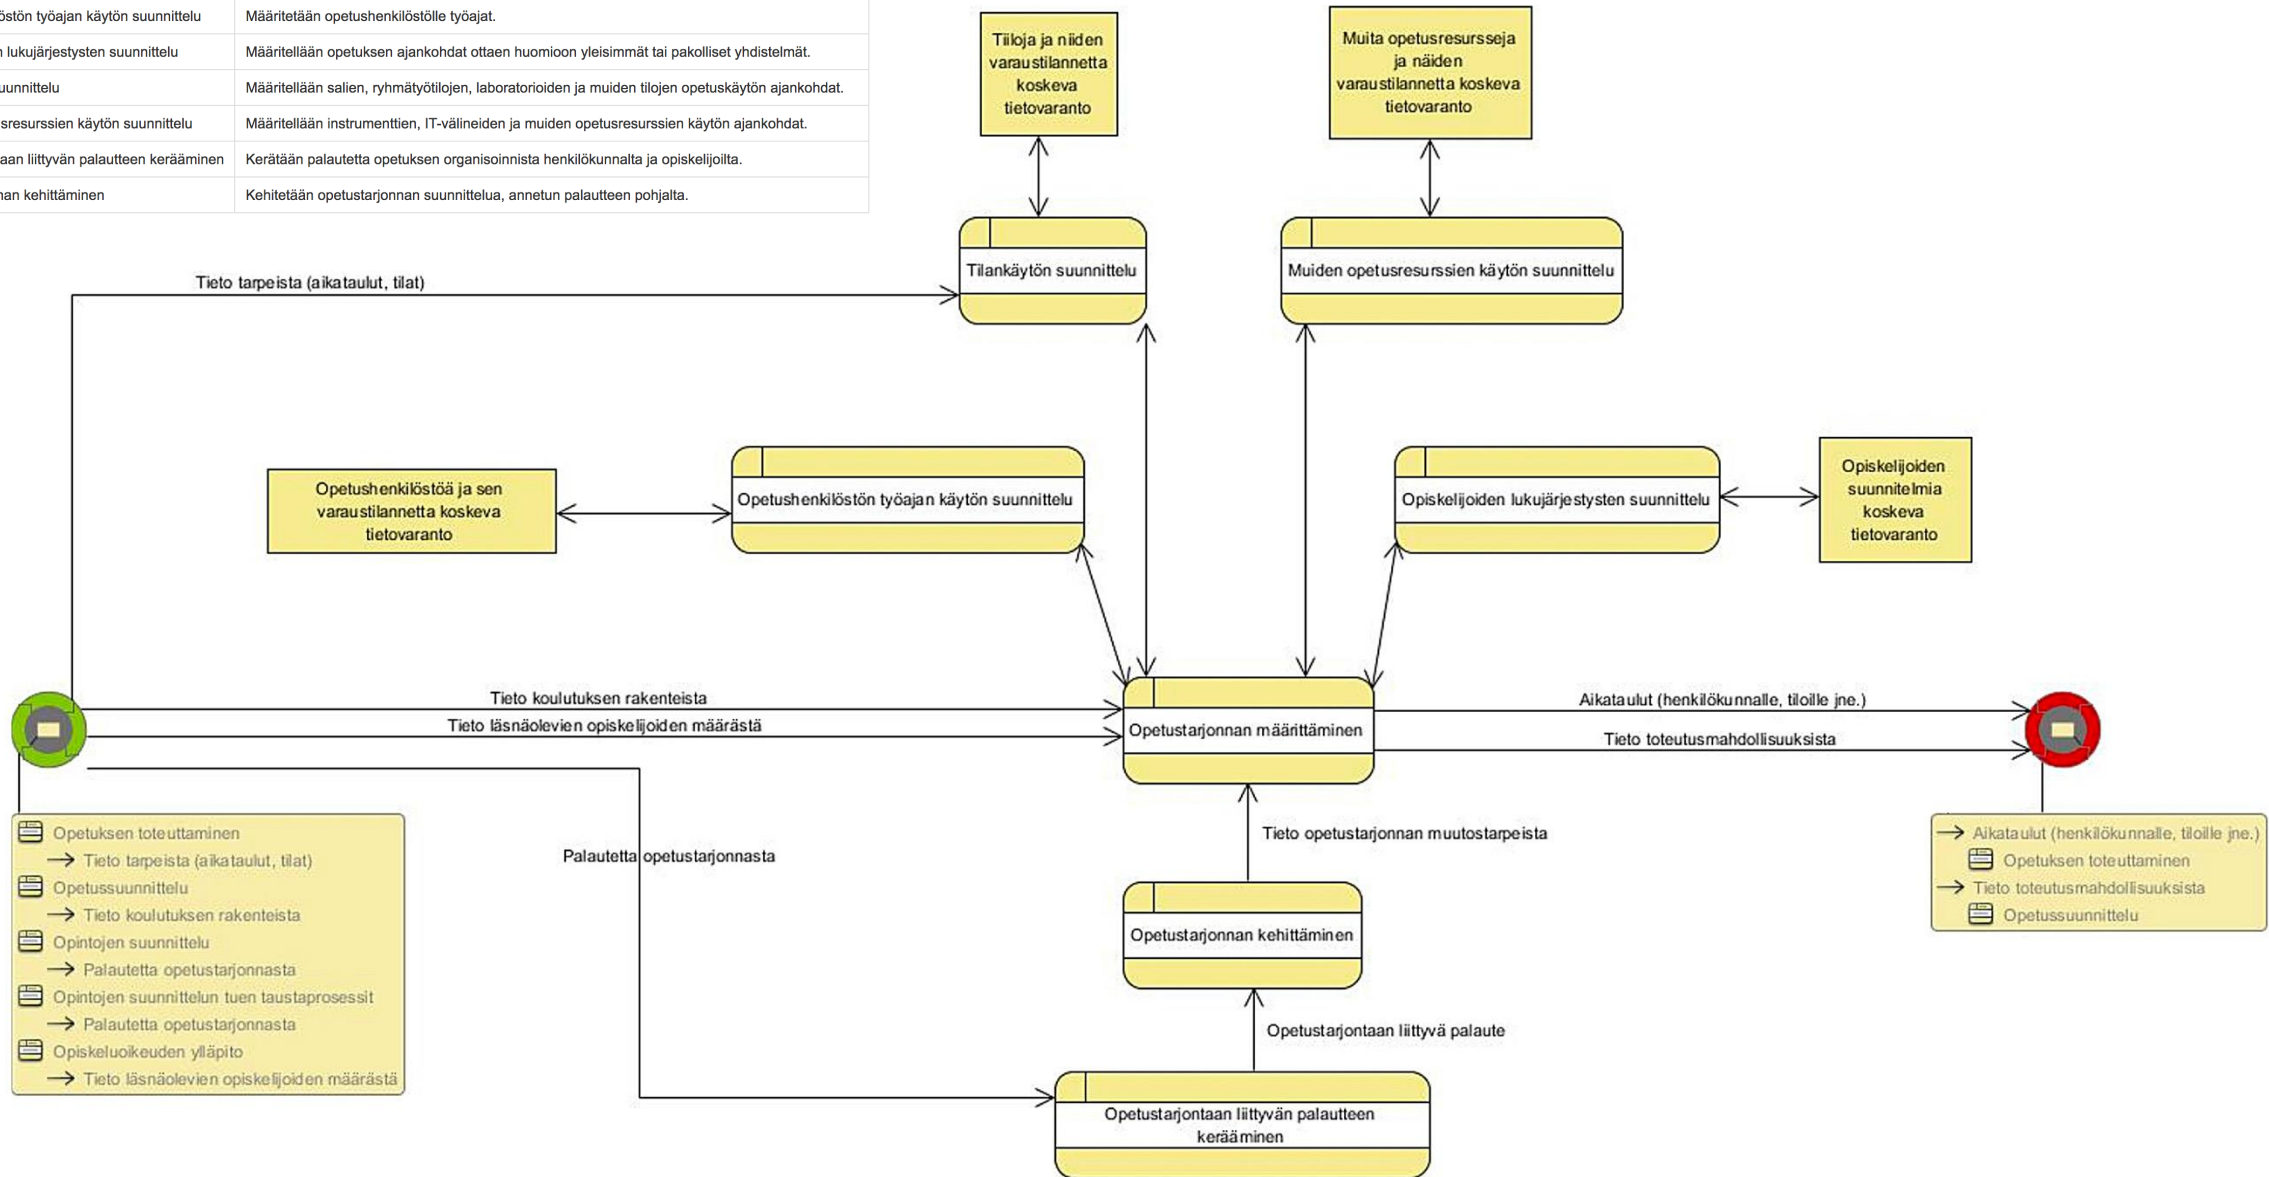 östön työajan käytön suunnittelu
Määritetään opetushenkilöstölle työajat.
lukujärjestysten suunnittelu
Määritellään opetuksen ajankohdat ottaen huomioon yleisimmät tai pakolliset yhdistelmät.
uunnittelu
Määritellään salien, ryhmätyötilojen, laboratorioiden ja muiden tilojen opetuskäytön ajankohdat.
sresurssien käytön suunnittelu
Määritellään instrumenttien, IT-välineiden ja muiden opetusresurssien käytön ajankohdat.
aan liittyvän palautteen kerääminen
Kerätään palautetta opetuksen organisoinnista henkilökunnalta ja opiskelijoilta.
nan kehittäminen
Kehitetään opetustarjonnan suunnittelua, annetun palautteen pohjalta.
Tiiloja ja niiden
varaustilannetta
koskeva
tietovaranto
Muita opetusresursseja
ja näiden
varaustilannetta koskeva
tietovaranto
Tieto tarpeista (aikataulut, tilat)
Tilankäytön suunnittelu
Muiden opetusresurssien käytön suunnittelu
Opetushenkilöstöä ja sen
varaustilannetta koskeva
tietovaranto
Opetushenkilöstön työajan käytön suunnittelu
Opiskelijoiden lukujärjestysten suunnittelu
Opiskelijoiden
suunnitelmia
koskeva
tietovaranto
Tieto koulutuksen rakenteista
Tieto läsnäolevien opiskelijoiden määrästä
Opetustarjonnan määrittäminen
Aikataulut (henkilökunnalle, tiloille jne.)
Tieto toteutusmahdollisuuksista
Palautetta opetustarjonnasta
Tieto opetustarjonnan muutostarpeista
Opetustarjonnan kehittäminen
Opetustarjontaan liittyvä palaute
Opetustarjontaan liittyvän palautteen
kerääminen
Opetuksen toteuttaminen
Tieto tarpeista (aikataulut, tilat)
Opetussuunnittelu
Tieto koulutuksen rakenteista
Opintojen suunnittelu
Palautetta opetustarjonnasta
Opintojen suunnittelun tuen taustaprosessit
Palautetta opetustarjonnasta
Opiskeluoikeuden ylläpito
Tieto läsnäolevien opiskelijoiden määrästä
Aikataulut (henkilökunnalle, tiloille jne.)
Opetuksen toteuttaminen
Tieto toteutusmahdollisuuksista
Opetussuunnittelu